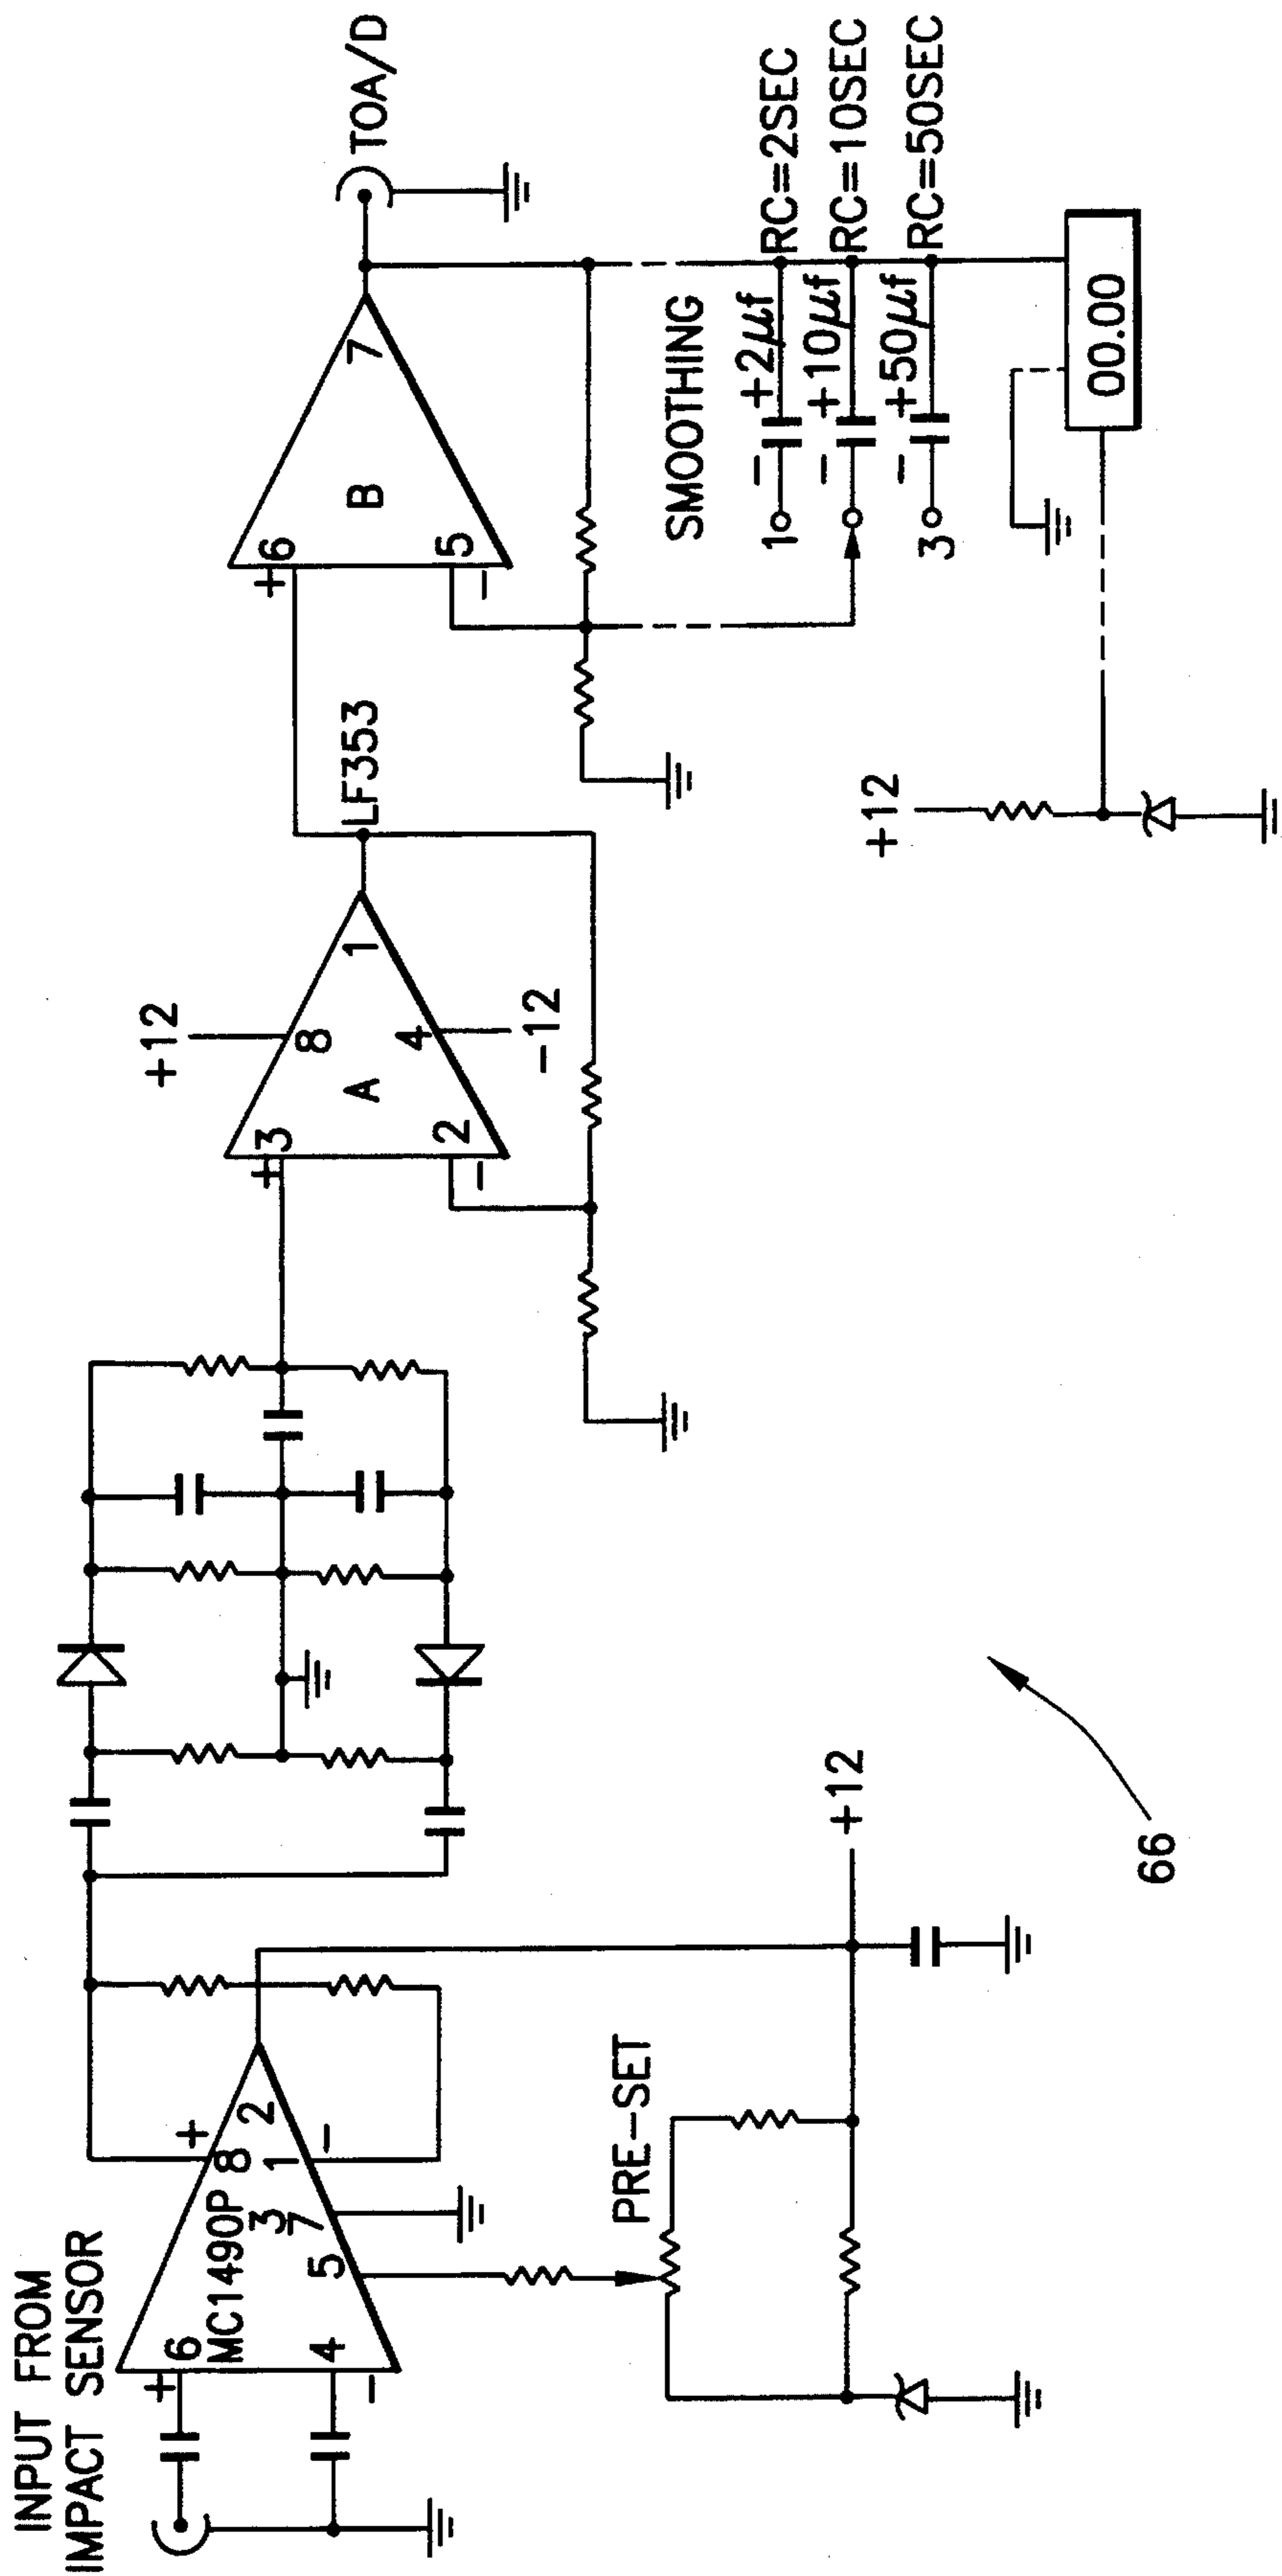 INPUT FROM
IMPACT SENSOR
+
6
MC1490P
4
-
5
3
7
8
+
1
-
2
PRE-SET
+12
66
+3
2
-
A
+12
8
4
-12
1
LF353
+6
5
-
B
7
TOA/D
SMOOTHING
1
- +2µf RC=2SEC
- +10µf RC=10SEC
3
- +50µf RC=50SEC
+12
00.00